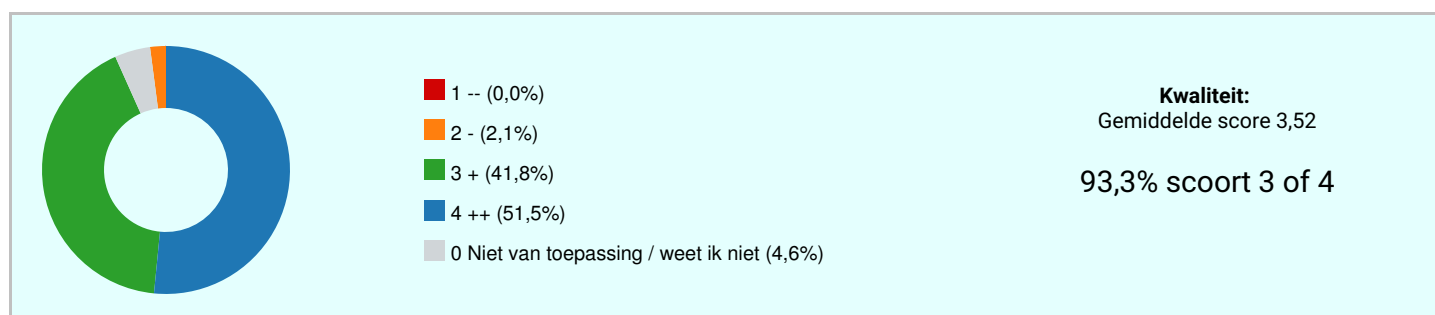 1 -- (0,0%)
2 - (2,1%)
3 + (41,8%)
4 ++ (51,5%)
0 Niet van toepassing / weet ik niet (4,6%)
Kwaliteit:
Gemiddelde score 3,52
93,3% scoort 3 of 4